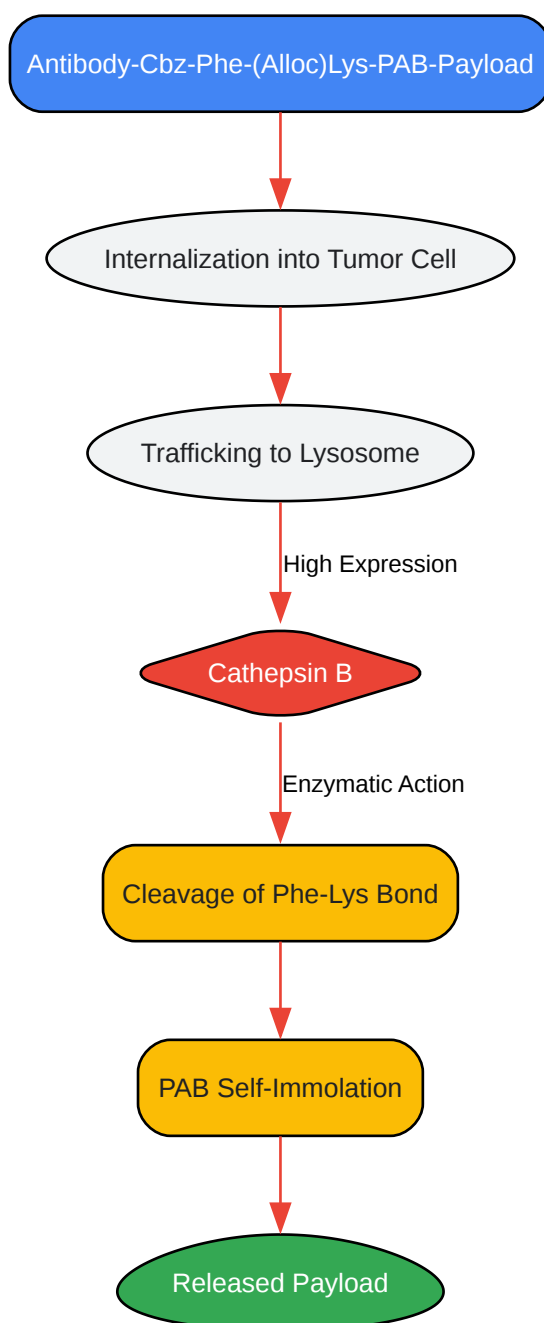 Antibody-Cbz-Phe-(Alloc)Lys-PAB-Payload
Internalization into Tumor Cell
Trafficking to Lysosome
High Expression
Cathepsin B
Enzymatic Action
Cleavage of Phe-Lys Bond
PAB Self-Immolation
Released Payload